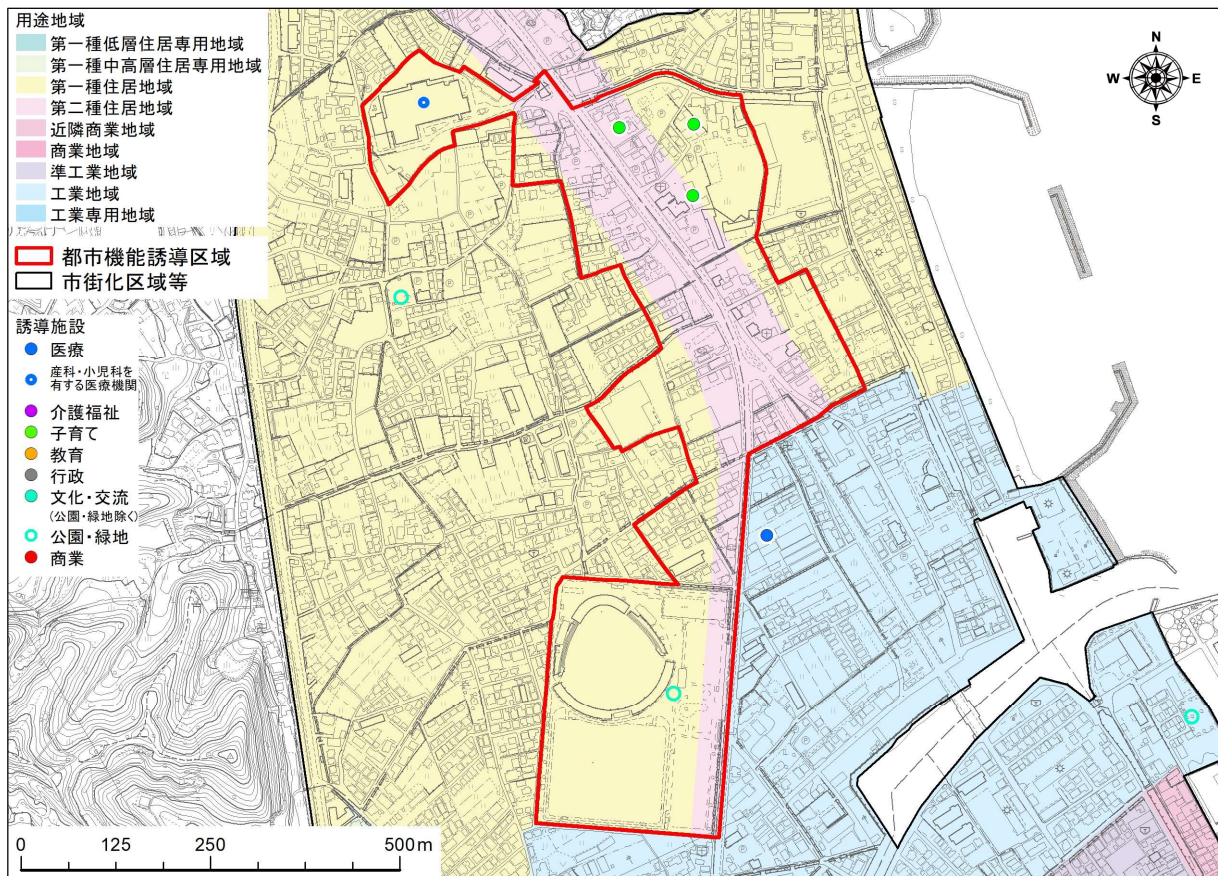 用途地域
第一種低層住居専用地域
第一種中高層住居専用地域
第一種住居地域
第二種住居地域
近隣商業地域
商業地域
準工業地域
工業地域
工業専用地域
都市機能誘導区域
市街化区域等
誘導施設
医療
産科・小児科を
有する医療機関
介護福祉
子育て
教育
行政
文化・交流
(公園・緑地除く)
公園・緑地
商業
N
W E
S
0 125 250 500m